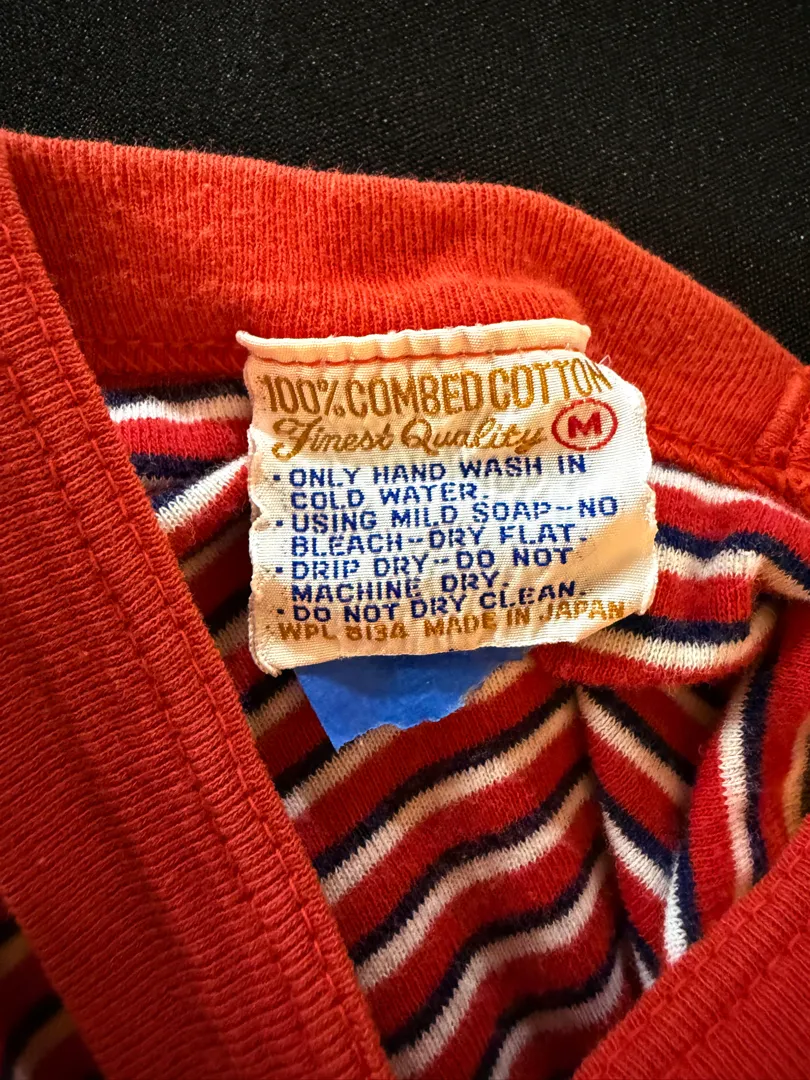 100% COMBED COTTON
Finest Quality M
· ONLY HAND WASH IN
COLD WATER.
· USING MILD SOAP-NO
BLEACH-DRY FLAT.
· DRIP DRY-DO NOT
MACHINE DRY.
· DO NOT DRY CLEAN.
WPL 8134 MADE IN JAPAN